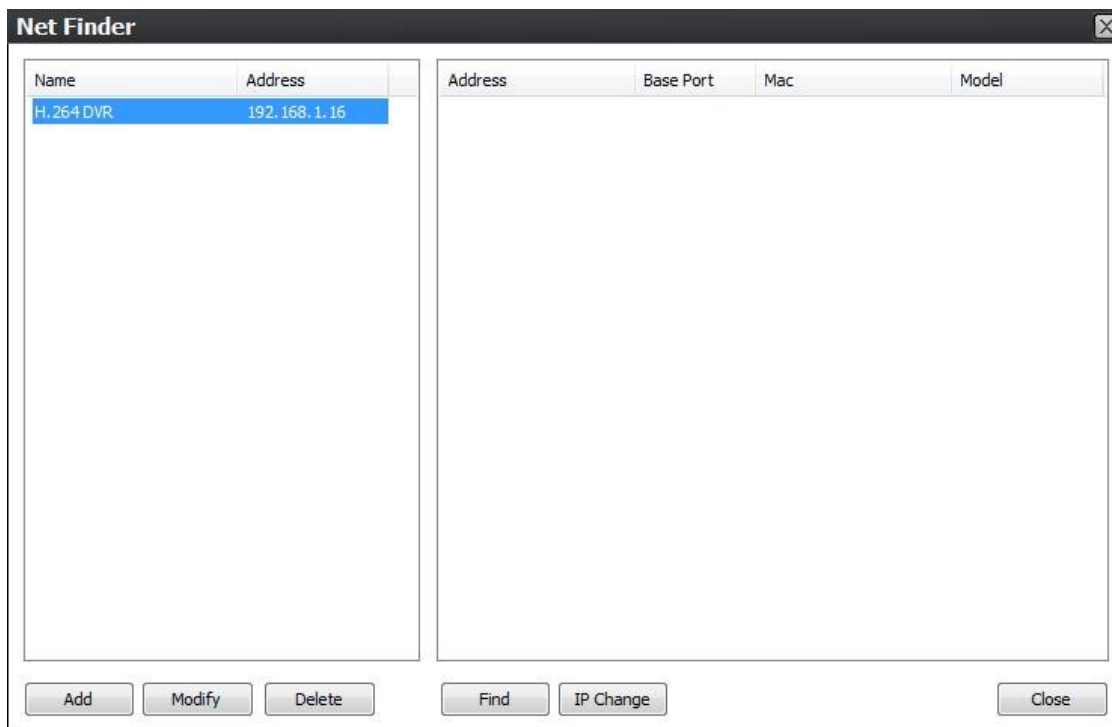 Net Finder
Name Address
H.264 DVR 192.168.1.16
Address Base Port Mac Model
Add Modify Delete Find IP Change Close